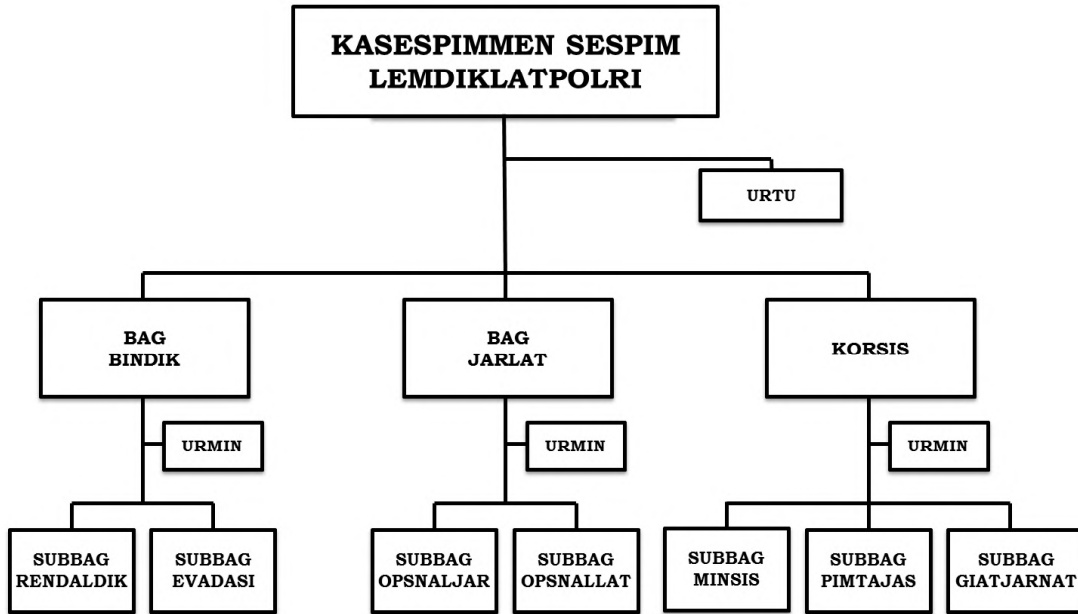 KASESPIMMEN SESPIM
LEMDIKLATPOLRI
URTU
BAG
BINDIK
BAG
JARLAT
KORSIS
URMIN
URMIN
URMIN
SUBBAG
RENDALDIK
SUBBAG
EVADASI
SUBBAG
OPSNALJAR
SUBBAG
OPSNALLAT
SUBBAG
MINSIS
SUBBAG
PIMTAJAS
SUBBAG
GIATJARNAT